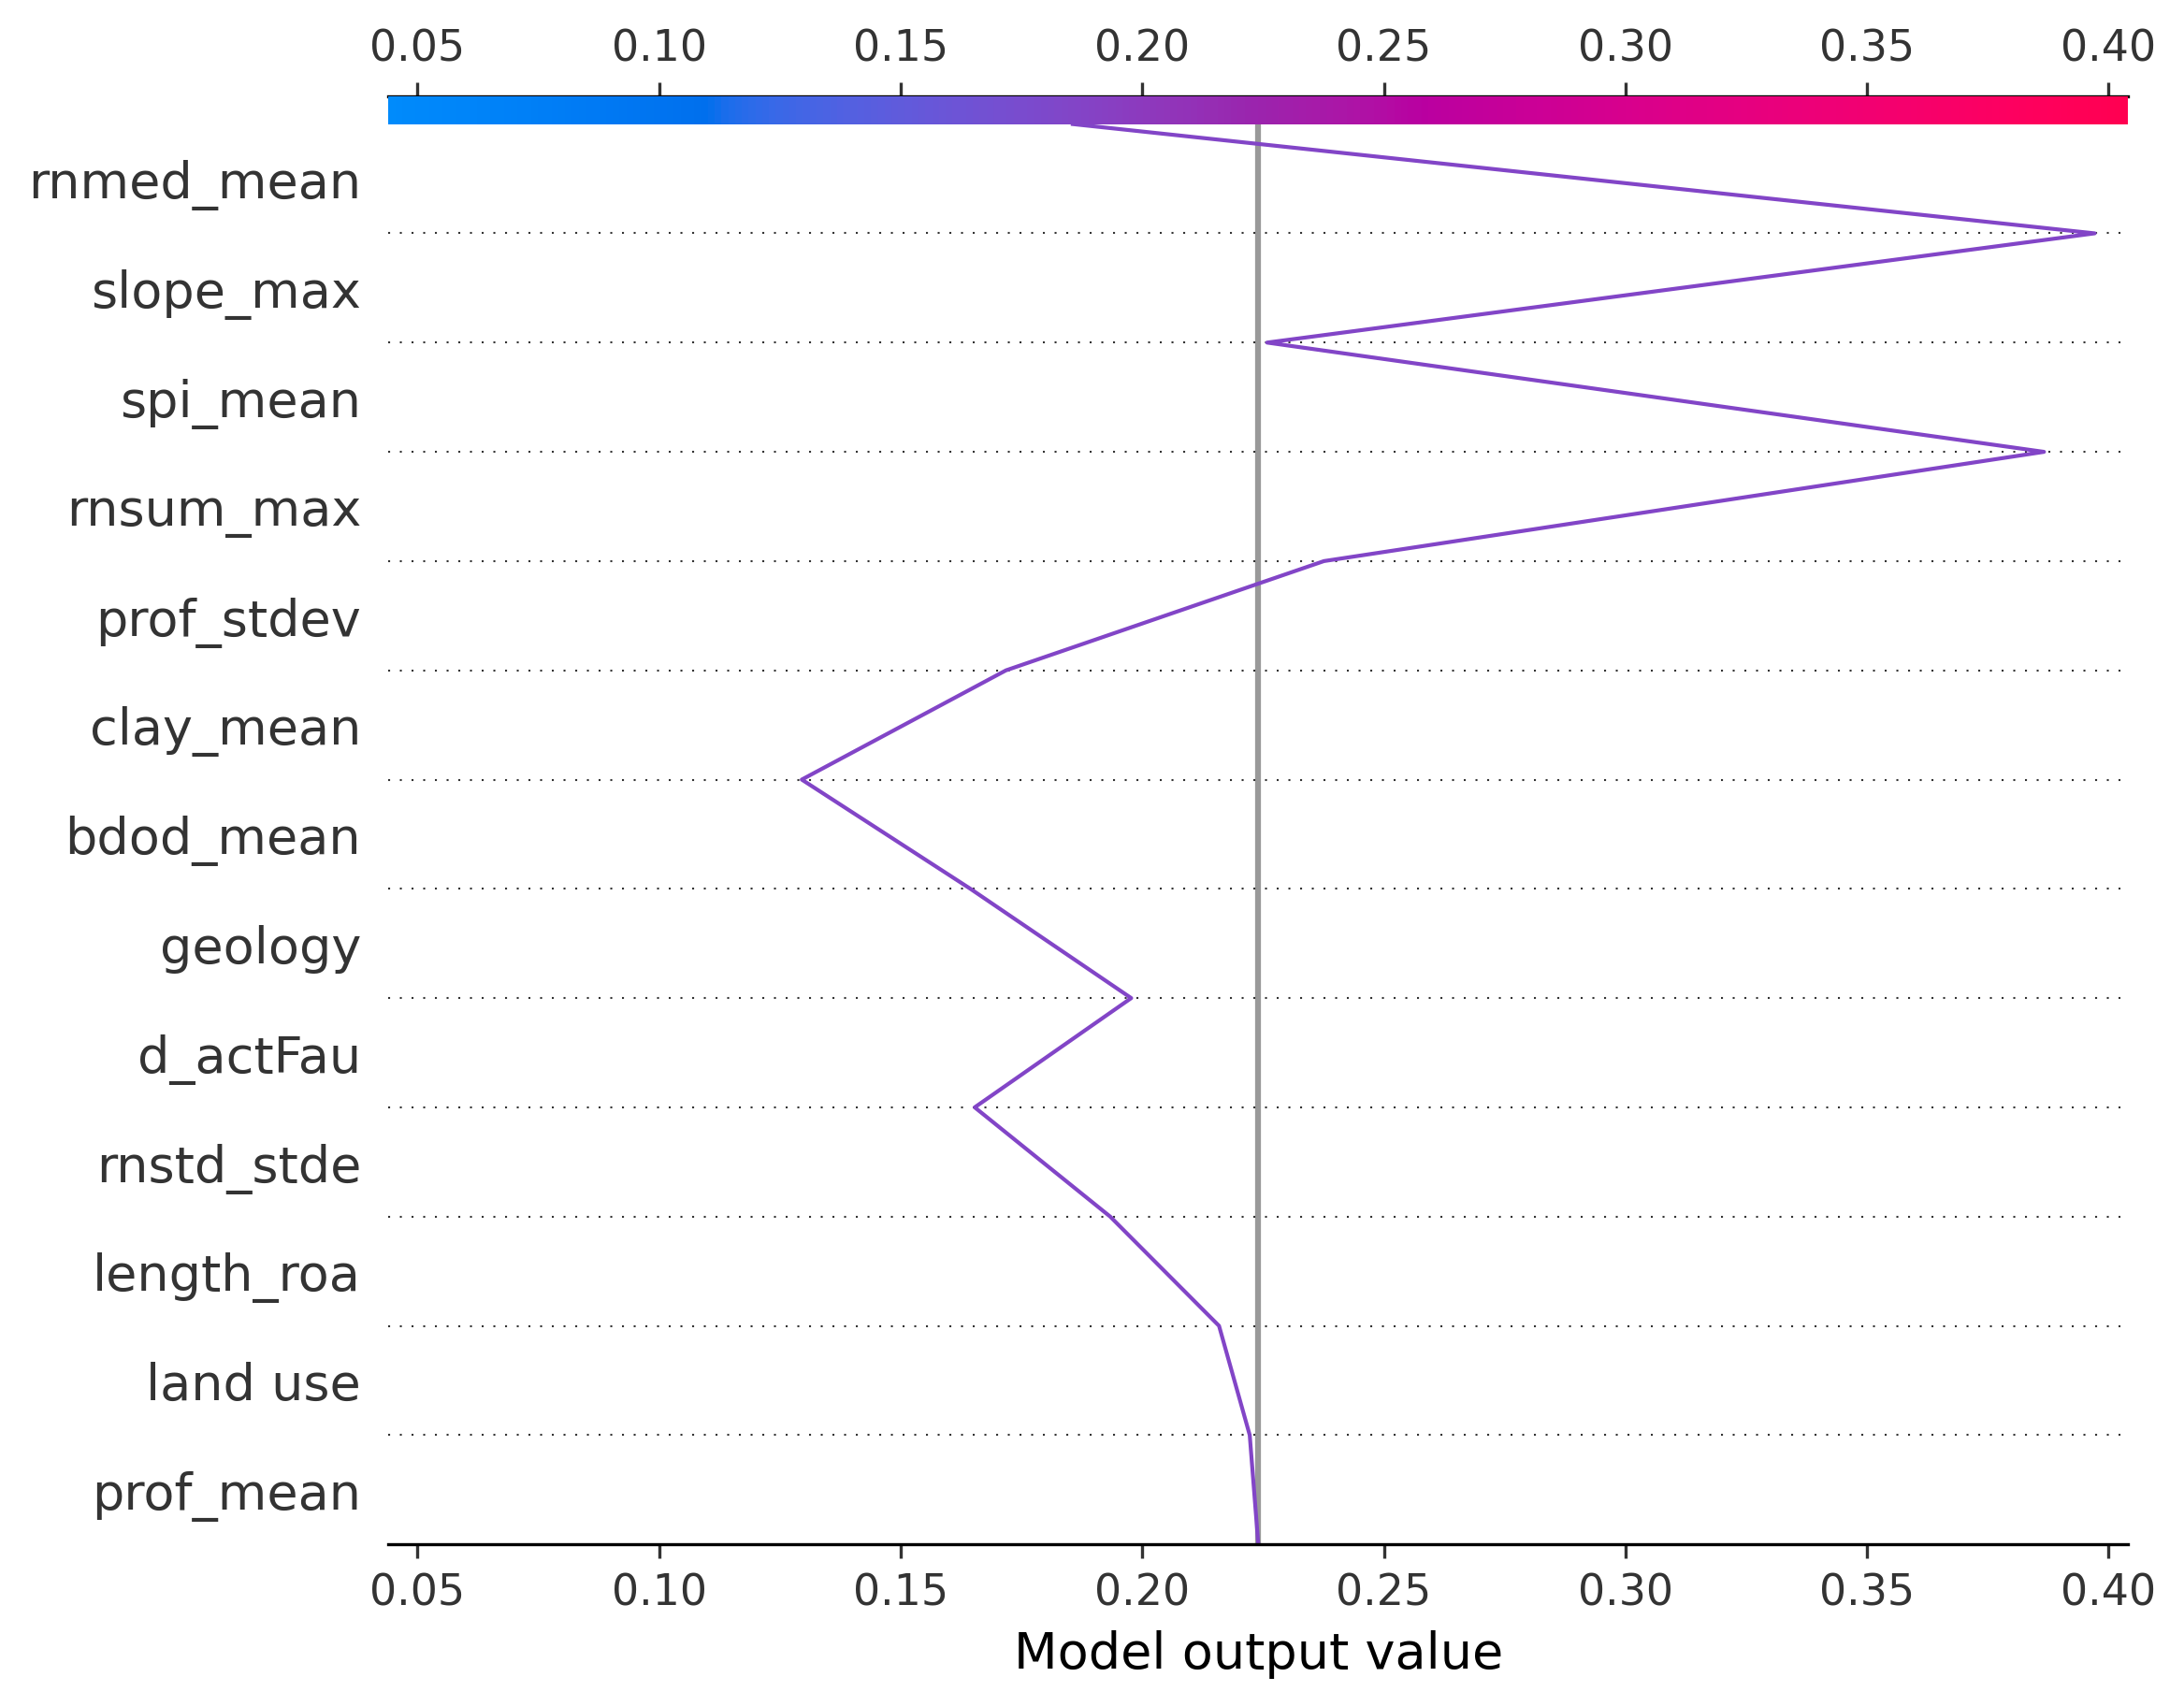 0.05 0.10 0.15 0.20 0.25 0.30 0.35 0.40
rnmed_mean
slope_max
spi_mean
rnsum_max
prof_stdev
clay_mean
bdod_mean
geology
d_actFau
rnstd_stde
length_roa
land use
prof_mean
0.05 0.10 0.15 0.20 0.25 0.30 0.35 0.40
Model output value